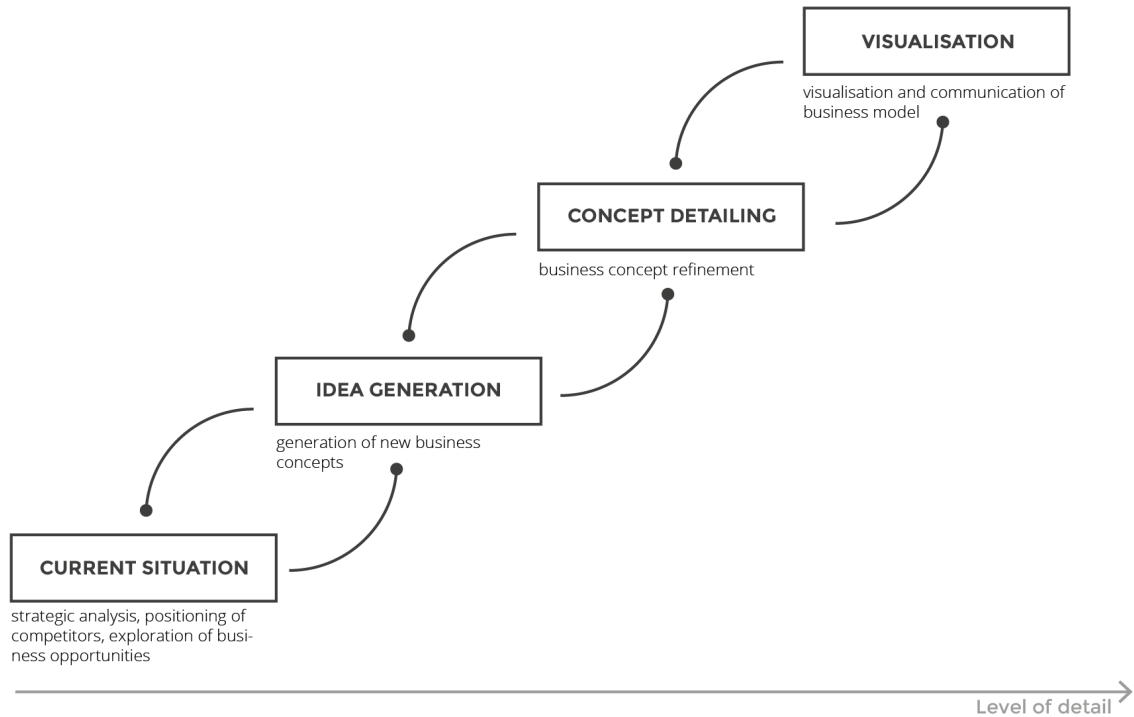 VISUALISATION
visualisation and communication of
business model
CONCEPT DETAILING
business concept refinement
IDEA GENERATION
generation of new business
concepts
CURRENT SITUATION
strategic analysis, positioning of
competitors, exploration of busi-
ness opportunities
Level of detail